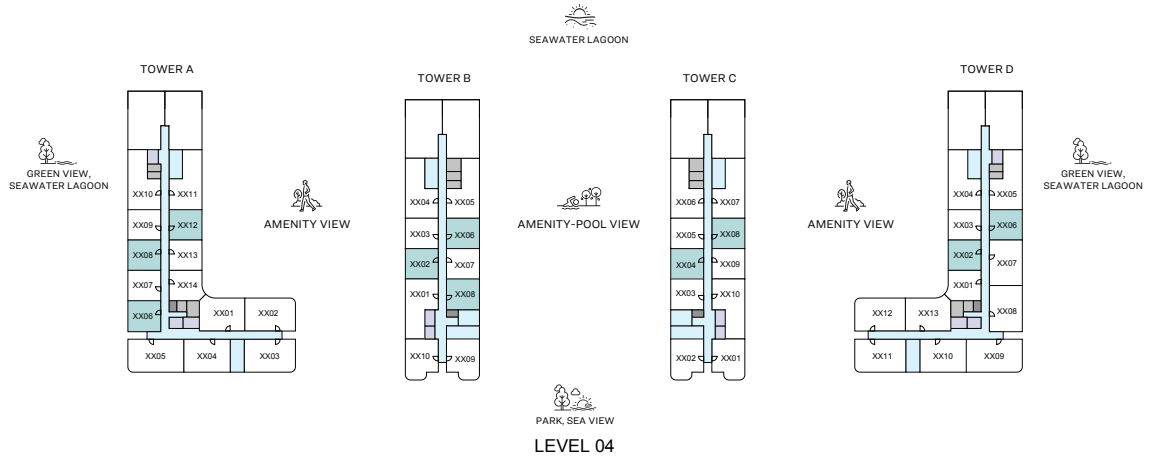 SEAWATER LAGOON
TOWER A
TOWER B
TOWER C
TOWER D
GREEN VIEW,
SEAWATER LAGOON
AMENITY VIEW
AMENITY-POOL VIEW
AMENITY VIEW
GREEN VIEW,
SEAWATER LAGOON
XX10
XX11
XX09
XX12
XX08
XX13
XX07
XX14
XX06
XX01
XX02
XX05
XX04
XX03
XX04
XX05
XX03
XX06
XX02
XX07
XX01
XX08
XX10
XX09
XX06
XX07
XX05
XX08
XX04
XX09
XX03
XX10
XX02
XX01
XX04
XX05
XX03
XX06
XX02
XX07
XX01
XX12
XX13
XX08
XX11
XX10
XX09
PARK, SEA VIEW
LEVEL 04